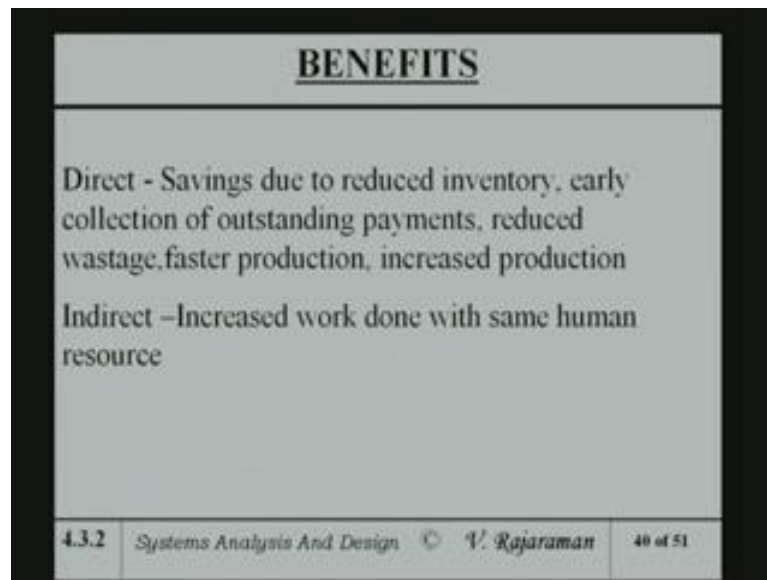 BENEFITS
Direct - Savings due to reduced inventory, early
collection of outstanding payments, reduced
wastage,faster production, increased production
Indirect –Increased work done with same human
resource
4.3.2 Systems Analysis And Design © V. Rajaraman 40 of 51